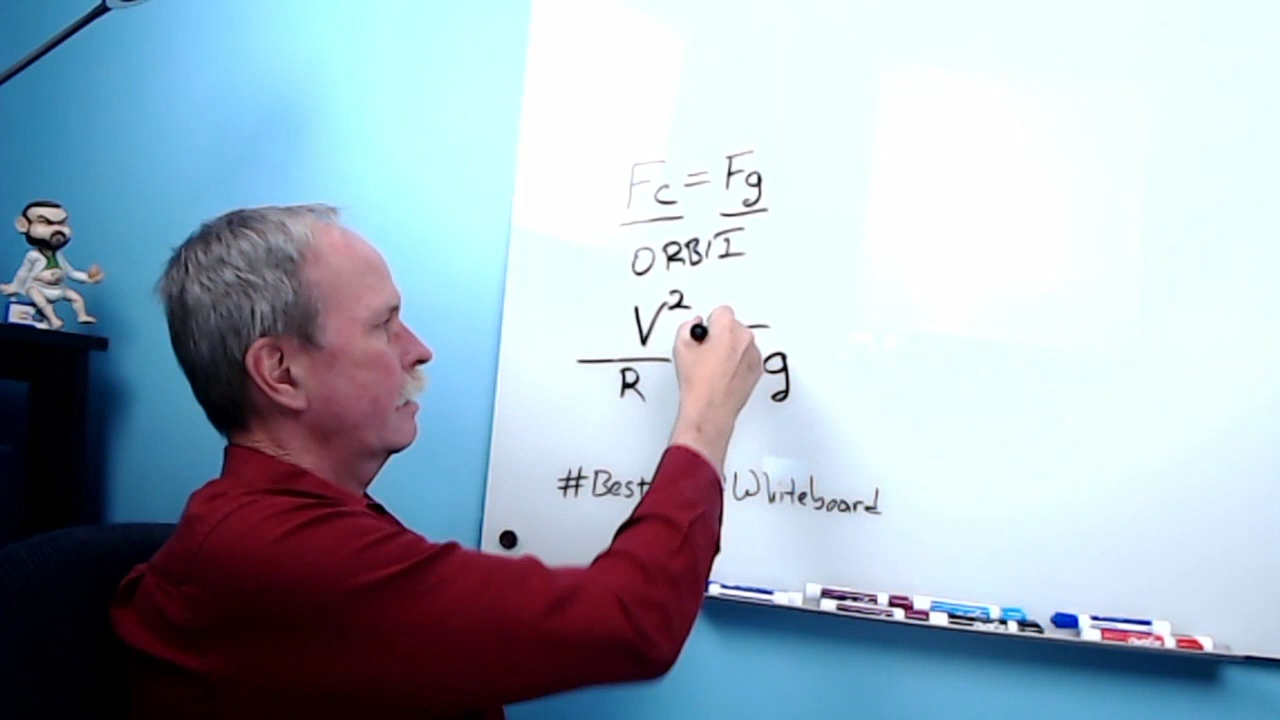 Fc = Fg
ORBIT
V²
g
R
#Best Whiteboard